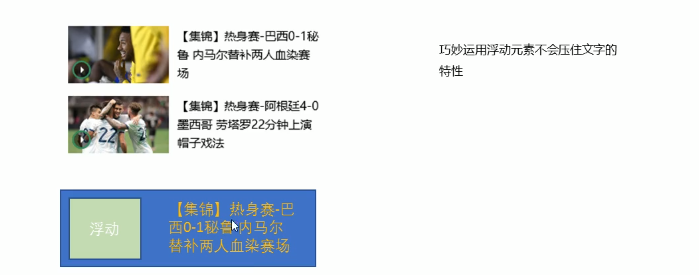 【集锦】热身赛-巴西0-1秘
鲁 内马尔替补两人血染赛
场
【集锦】热身赛-阿根廷4-0
墨西哥 劳塔罗22分钟上演
帽子戏法
巧妙运用浮动元素不会压住文字的
特性
浮动
【集锦】热身赛-巴
西0-1秘鲁 内马尔
替补两人血染赛场
22